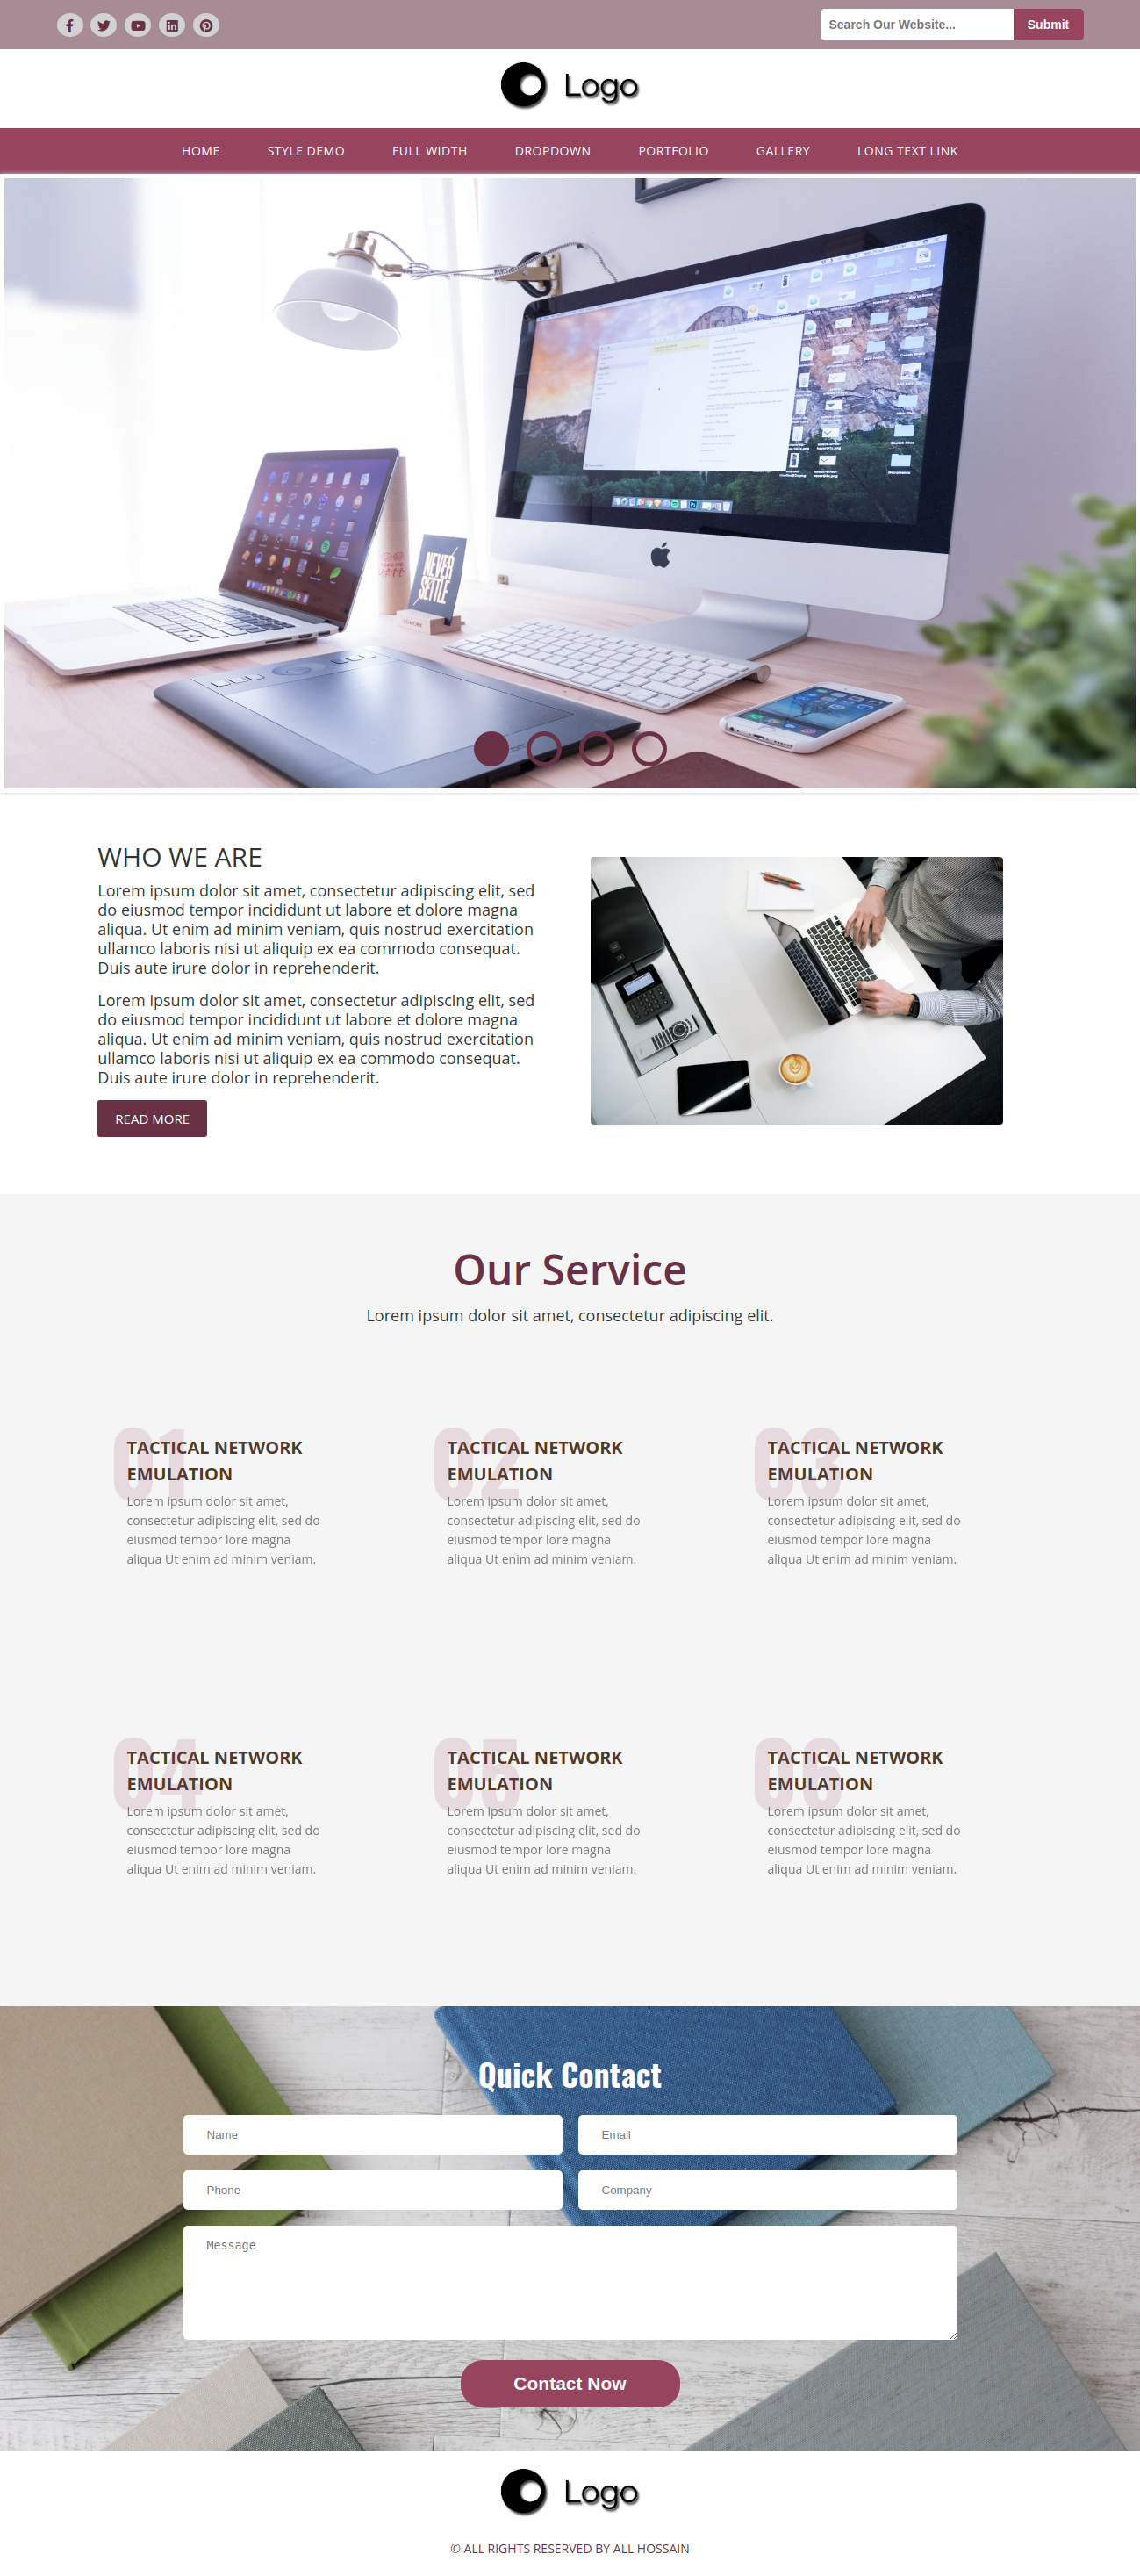 Search Our Website...
Submit
Logo
HOME
STYLE DEMO
FULL WIDTH
DROPDOWN
PORTFOLIO
GALLERY
LONG TEXT LINK
NEVER
SETTLE
WHO WE ARE
Lorem ipsum dolor sit amet, consectetur adipiscing elit, sed
do eiusmod tempor incididunt ut labore et dolore magna
aliqua. Ut enim ad minim veniam, quis nostrud exercitation
ullamco laboris nisi ut aliquip ex ea commodo consequat.
Duis aute irure dolor in reprehenderit.
Lorem ipsum dolor sit amet, consectetur adipiscing elit, sed
do eiusmod tempor incididunt ut labore et dolore magna
aliqua. Ut enim ad minim veniam, quis nostrud exercitation
ullamco laboris nisi ut aliquip ex ea commodo consequat.
Duis aute irure dolor in reprehenderit.
READ MORE
Our Service
Lorem ipsum dolor sit amet, consectetur adipiscing elit.
01
TACTICAL NETWORK
EMULATION
Lorem ipsum dolor sit amet,
consectetur adipiscing elit, sed do
eiusmod tempor lore magna
aliqua Ut enim ad minim veniam.
02
TACTICAL NETWORK
EMULATION
Lorem ipsum dolor sit amet,
consectetur adipiscing elit, sed do
eiusmod tempor lore magna
aliqua Ut enim ad minim veniam.
03
TACTICAL NETWORK
EMULATION
Lorem ipsum dolor sit amet,
consectetur adipiscing elit, sed do
eiusmod tempor lore magna
aliqua Ut enim ad minim veniam.
04
TACTICAL NETWORK
EMULATION
Lorem ipsum dolor sit amet,
consectetur adipiscing elit, sed do
eiusmod tempor lore magna
aliqua Ut enim ad minim veniam.
05
TACTICAL NETWORK
EMULATION
Lorem ipsum dolor sit amet,
consectetur adipiscing elit, sed do
eiusmod tempor lore magna
aliqua Ut enim ad minim veniam.
06
TACTICAL NETWORK
EMULATION
Lorem ipsum dolor sit amet,
consectetur adipiscing elit, sed do
eiusmod tempor lore magna
aliqua Ut enim ad minim veniam.
Quick Contact
Name
Email
Phone
Company
Message
Contact Now
Logo
© ALL RIGHTS RESERVED BY ALL HOSSAIN